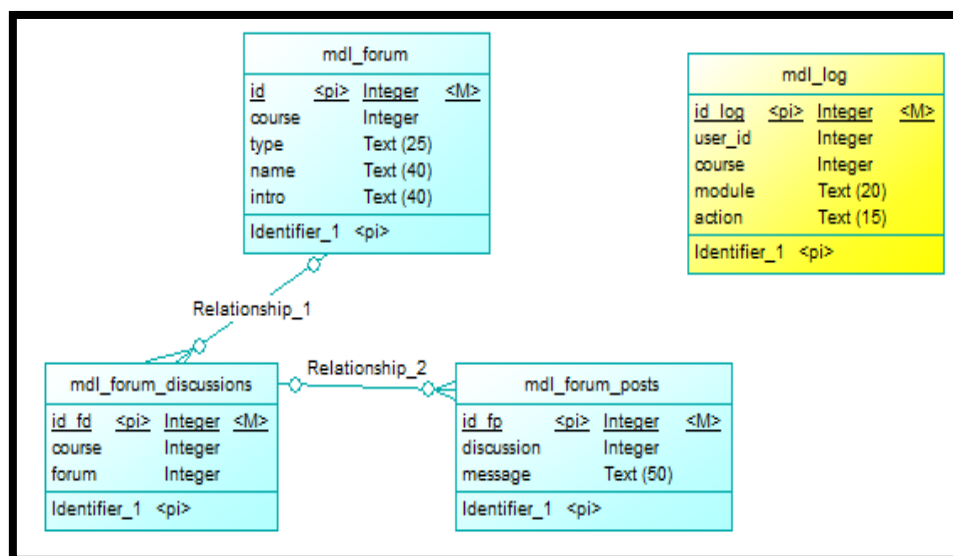 mdl_forum
id <pi> Integer <M>
course Integer
type Text (25)
name Text (40)
intro Text (40)
Identifier_1 <pi>
mdl_log
id_log <pi> Integer <M>
user_id Integer
course Integer
module Text (20)
action Text (15)
Identifier_1 <pi>
Relationship_1
Relationship_2
mdl_forum_discussions
id_fd <pi> Integer <M>
course Integer
forum Integer
Identifier_1 <pi>
mdl_forum_posts
id_fp <pi> Integer <M>
discussion Integer
message Text (50)
Identifier_1 <pi>